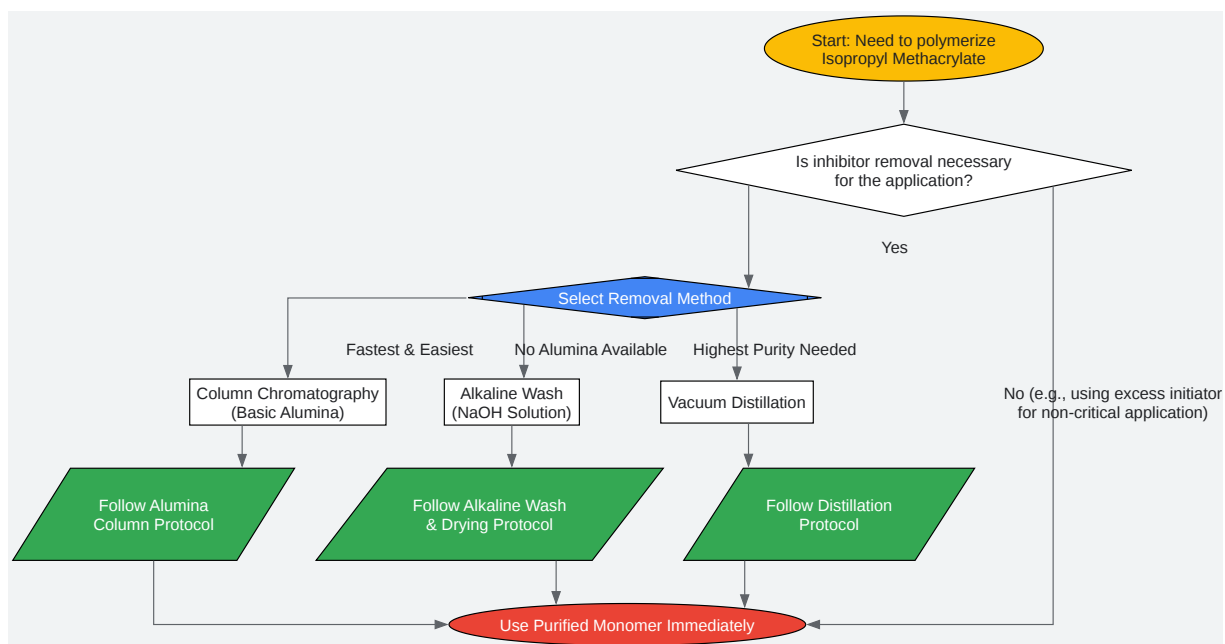 Start: Need to polymerize
Isopropyl Methacrylate
Is inhibitor removal necessary
for the application?
Yes
Select Removal Method
Fastest & Easiest
No Alumina Available
Highest Purity Needed
Column Chromatography
(Basic Alumina)
Alkaline Wash
(NaOH Solution)
Vacuum Distillation
No (e.g., using excess initiator
for non-critical application)
Follow Alumina
Column Protocol
Follow Alkaline Wash
& Drying Protocol
Follow Distillation
Protocol
Use Purified Monomer Immediately